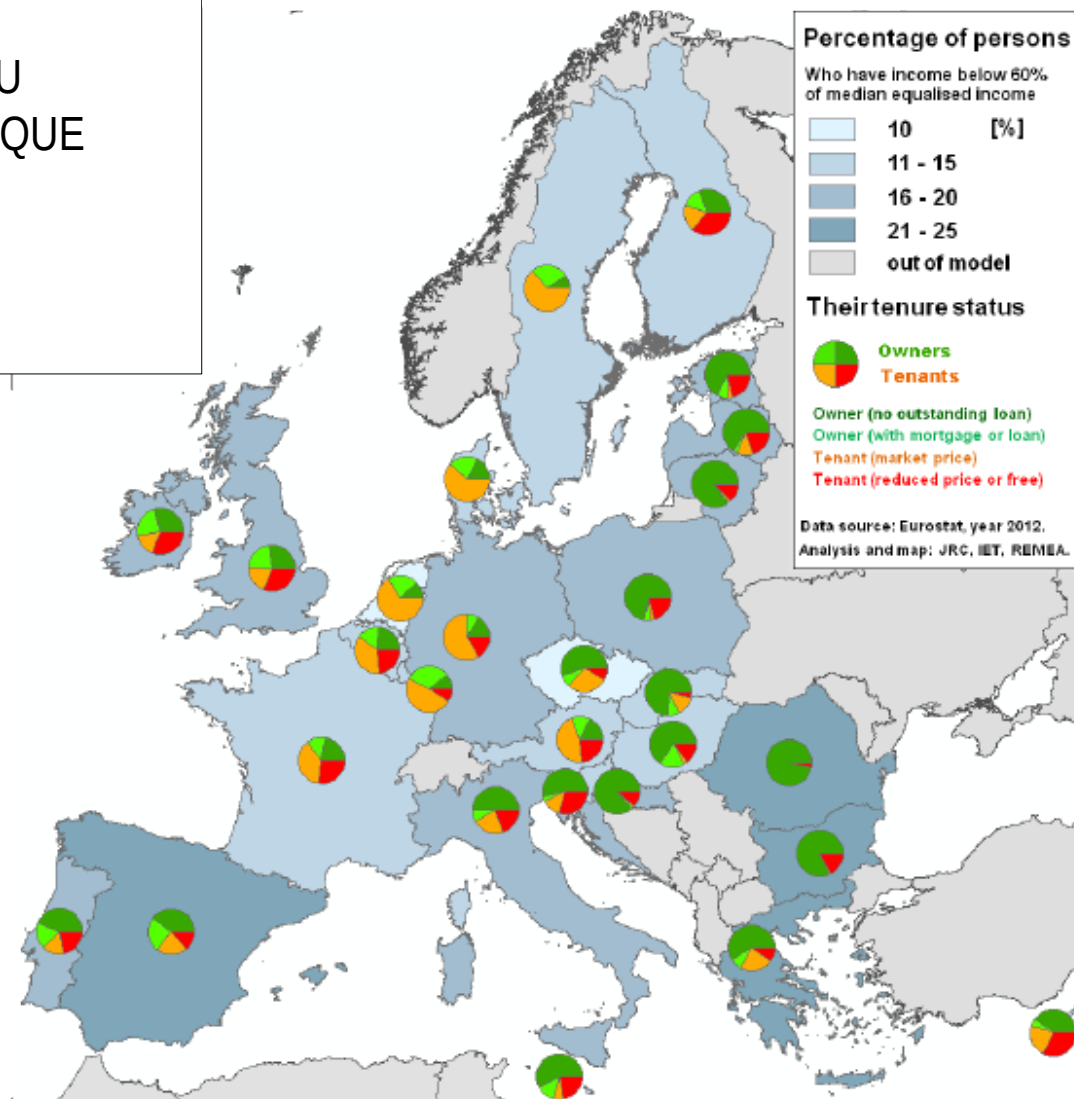 U
QUE
Percentage of persons
Who have income below 60%
of median equalised income
10 [%]
11 - 15
16 - 20
21 - 25
out of model
Their tenure status
Owners
Tenants
Owner (no outstanding loan)
Owner (with mortgage or loan)
Tenant (market price)
Tenant (reduced price or free)
Data source: Eurostat, year 2012.
Analysis and map: JRC, IET, REMEA.